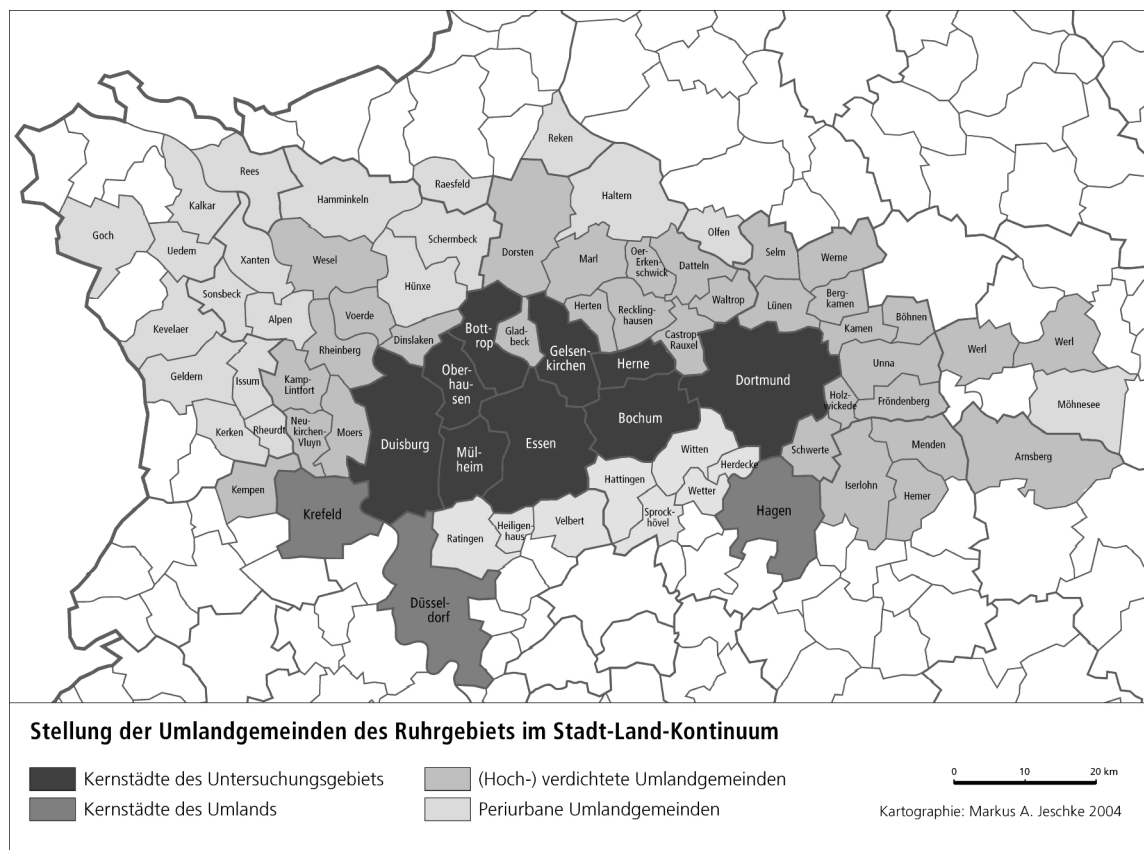 Reken
Rees
Raesfeld
Hamminkeln
Haltern
Kalkar
Goch
Schermbeck
Olfen
Uedem
Xanten
Wesel
Dorsten
Marl
Oer-
Erken-
schwick
Datteln
Selm
Werne
Hünxe
Sonsbeck
Alpen
Voerde
Herten
Reckling-
hausen
Waltrop
Lünen
Berg-
kamen
Böhnen
Kevelaer
Dinslaken
Bott-
rop
Glad-
beck
Gelsen-
kirchen
Castrop
Rauxel
Kamen
Rheinberg
Werl
Werl
Herne
Unna
Geldern
Issum
Kamp-
Lintfort
Ober-
hau-
sen
Dortmund
Holz-
wickede
Fröndenberg
Möhnesee
Kerken
Rheurdt
Neu-
kirchen-
Vluyn
Moers
Duisburg
Mül-
heim
Essen
Bochum
Witten
Herdecke
Schwerte
Menden
Arnsberg
Kempen
Krefeld
Hattingen
Wetter
Iserlohn
Hemer
Sprock-
hövel
Hagen
Ratingen
Heiligen-
haus
Velbert
Düssel-
dorf
Stellung der Umlandgemeinden des Ruhrgebiets im Stadt-Land-Kontinuum
Kernstädte des Untersuchungsgebiets
(Hoch-) verdichtete Umlandgemeinden
0 10 20 km
Kernstädte des Umlands
Periurbane Umlandgemeinden
Kartographie: Markus A. Jeschke 2004